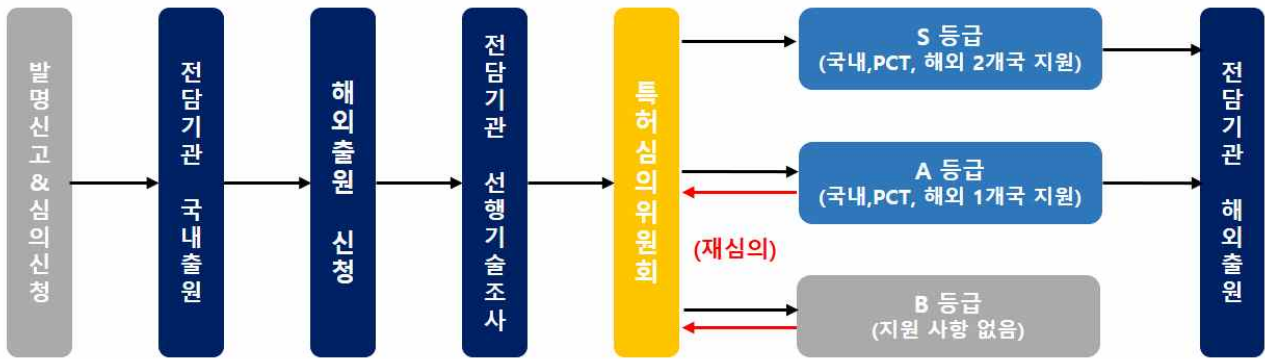 발명신고&심의신청
전담기관 국내출원
해외출원 신청
전담기관 선행기술조사
특허심의위원회
S 등급
(국내,PCT, 해외 2개국 지원)
A 등급
(국내,PCT, 해외 1개국 지원)
(재심의)
B 등급
(지원 사항 없음)
전담기관 해외출원